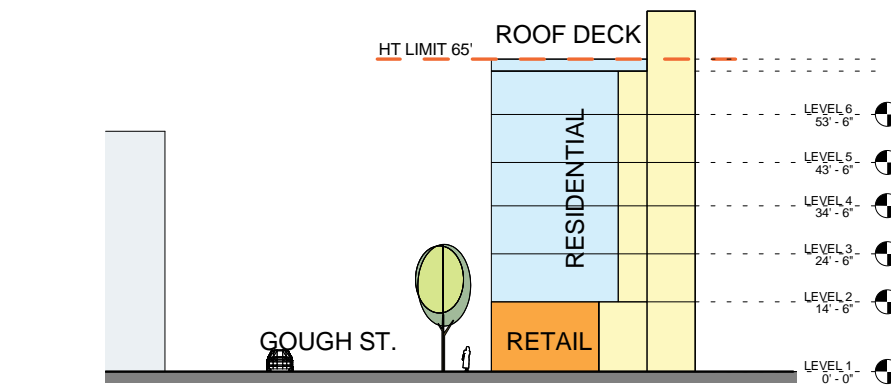 ROOF DECK
HT LIMIT 65'
LEVEL 6
53' - 6"
RESIDENTIAL
LEVEL 5
43' - 6"
LEVEL 4
34' - 6"
LEVEL 3
24' - 6"
LEVEL 2
14' - 6"
GOUGH ST.
RETAIL
LEVEL 1
0' - 0"